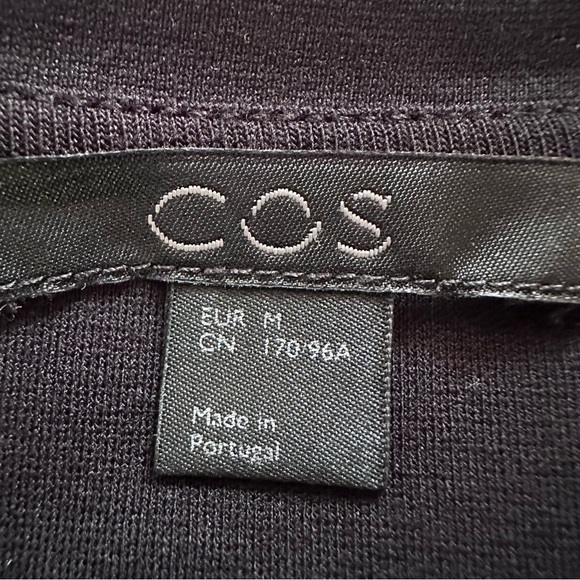 COS
EUR M
CN 170/96A
Made in
Portugal